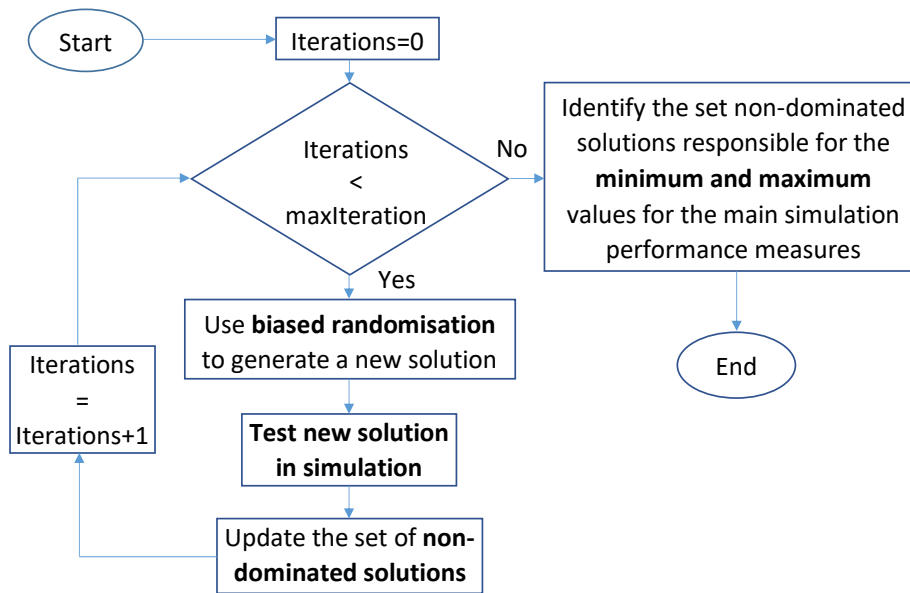 Start
Iterations=0
Iterations
<
maxIteration
No
Identify the set non-dominated
solutions responsible for the
minimum and maximum
values for the main simulation
performance measures
Yes
Use biased randomisation
to generate a new solution
End
Iterations
=
Iterations+1
Test new solution
in simulation
Update the set of non-
dominated solutions